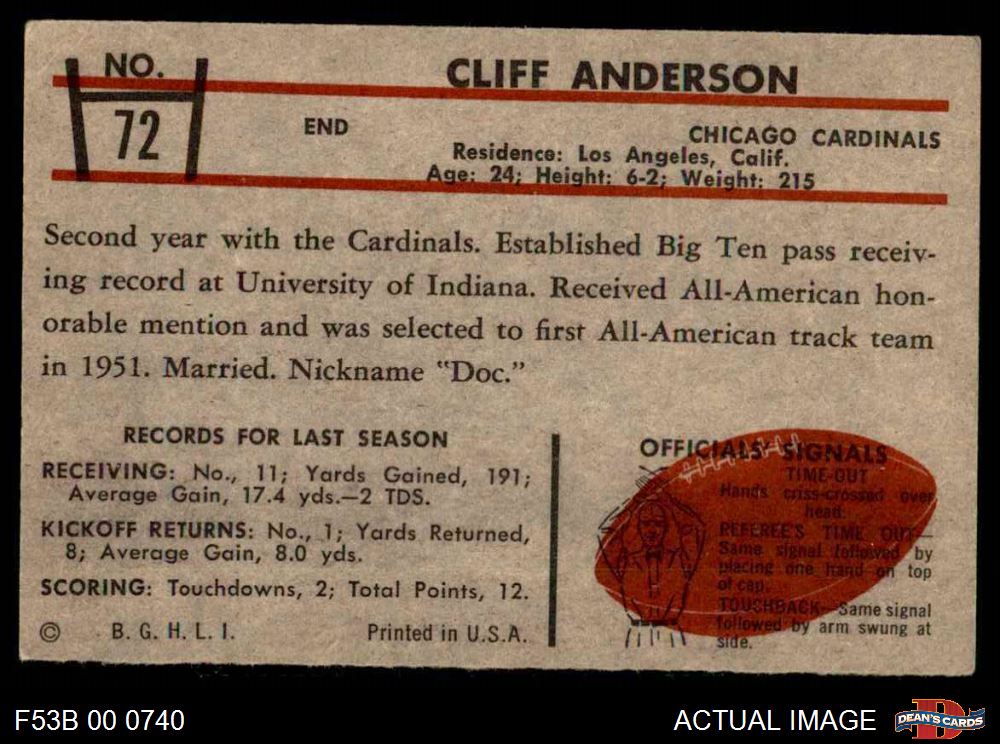 NO.
72
CLIFF ANDERSON
END
CHICAGO CARDINALS
Residence: Los Angeles, Calif.
Age: 24; Height: 6-2; Weight: 215
Second year with the Cardinals. Established Big Ten pass receiv-
ing record at University of Indiana. Received All-American hon-
orable mention and was selected to first All-American track team
in 1951. Married. Nickname "Doc."
RECORDS FOR LAST SEASON
RECEIVING: No., 11; Yards Gained, 191;
Average Gain, 17.4 yds.—2 TDS.
KICKOFF RETURNS: No., 1; Yards Returned,
8; Average Gain, 8.0 yds.
SCORING: Touchdowns, 2; Total Points, 12.
© B. G. H. L. I. Printed in U.S.A.
OFFICIALS' SIGNALS
TIME-OUT
Hands criss-crossed over
head.
REFEREE'S TIME OUT—
Same signal followed by
placing one hand on top
of cap.
TOUCHBACK—Same signal
followed by arm swung at
side.
F53B 00 0740
ACTUAL IMAGE
D
DEAN'S CARDS